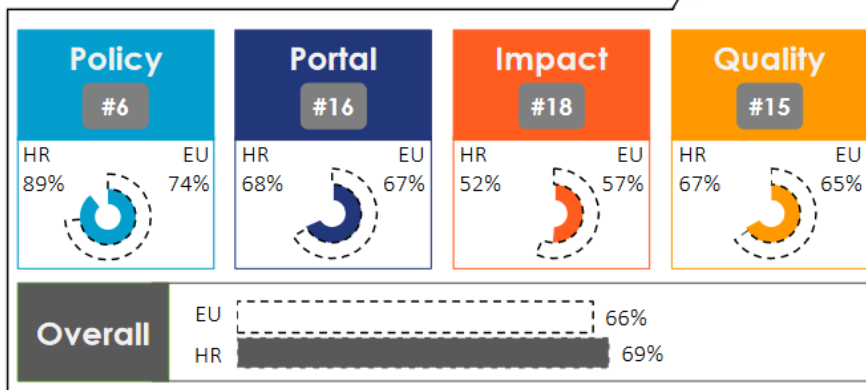 Policy
#6
HR EU
89% 74%
Portal
#16
HR EU
68% 67%
Impact
#18
HR EU
52% 57%
Quality
#15
HR EU
67% 65%
Overall
EU 66%
HR 69%